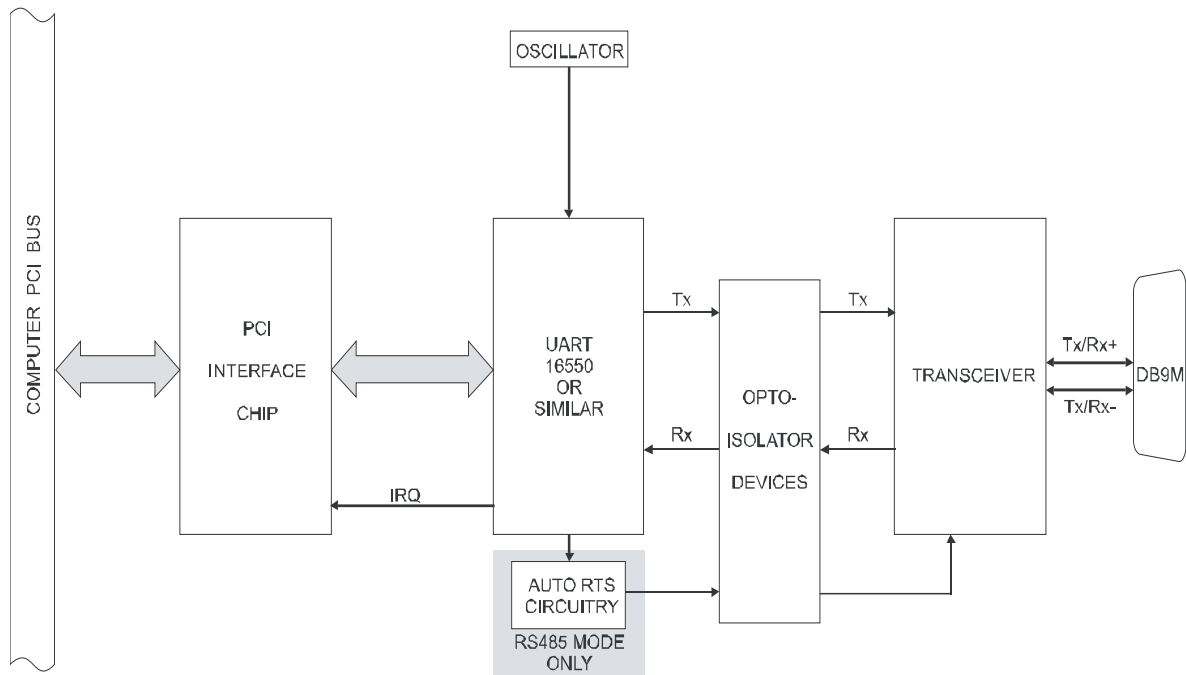 OSCILLATOR
COMPUTER PCI BUS
PCI
INTERFACE
CHIP
UART
16550
OR
SIMILAR
Tx
Tx
OPTO-
ISOLATOR
DEVICES
Rx
Rx
TRANSCEIVER
Tx/Rx+
Tx/Rx-
DB9M
IRQ
AUTO RTS
CIRCUITRY
RS485 MODE
ONLY